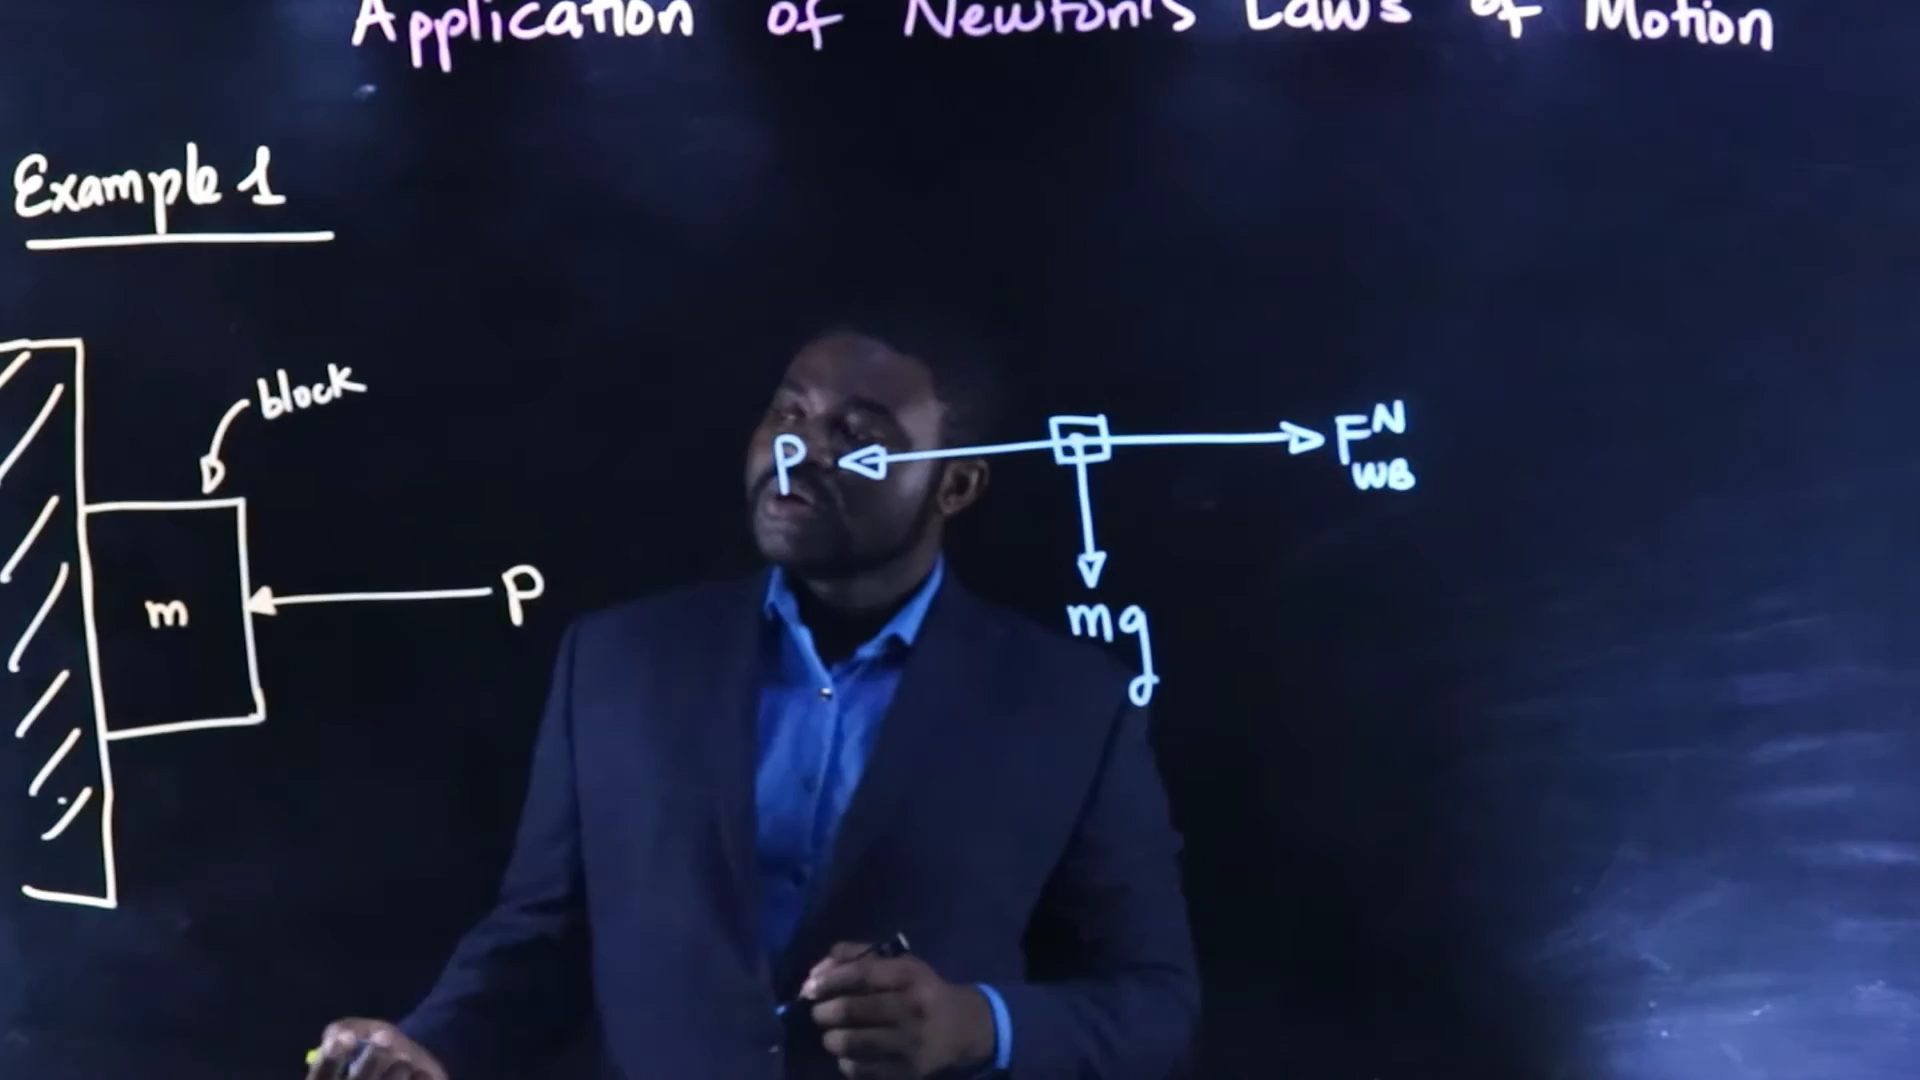 Application of Newton's Laws of Motion
Example 1
block
m
P
P
F^N_WB
mg